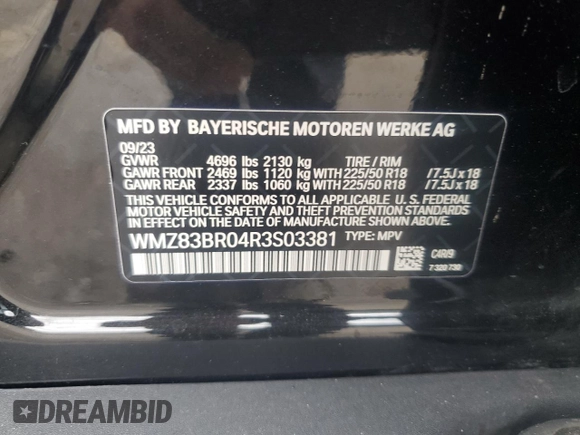 MFD BY BAYERISCHE MOTOREN WERKE AG
09/23
GVWR 4696 lbs 2130 kg TIRE / RIM
GAWR FRONT 2469 lbs 1120 kg WITH 225/50 R18 /7.5J x 18
GAWR REAR 2337 lbs 1060 kg WITH 225/50 R18 /7.5J x 18
THIS VEHICLE CONFORMS TO ALL APPLICABLE U. S. FEDERAL
MOTOR VEHICLE SAFETY AND THEFT PREVENTION STANDARDS IN
EFFECT ON THE DATE OF MANUFACTURE SHOWN ABOVE.
WMZ83BR04R3S03381 TYPE: MPV
DREAMBID